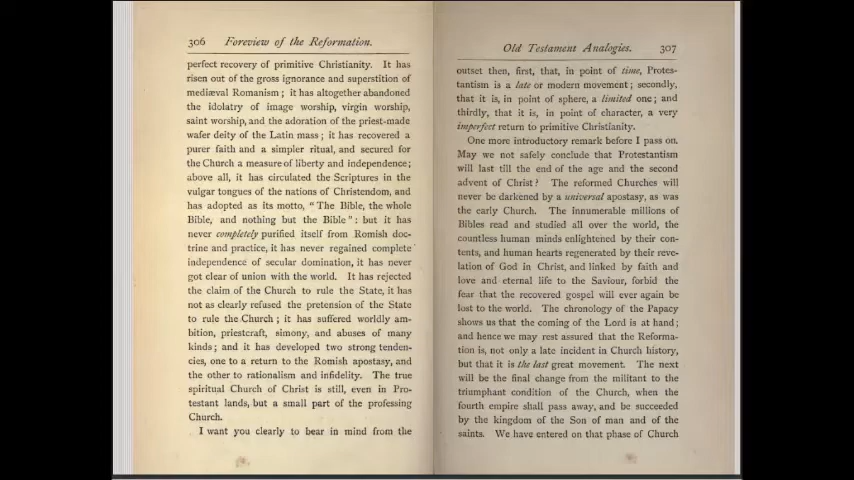 306 Foreview of the Reformation.
perfect recovery of primitive Christianity. It has
risen out of the gross ignorance and superstition of
mediæval Romanism; it has altogether abandoned
the idolatry of image worship, virgin worship,
saint worship, and the adoration of the priest-made
wafer deity of the Latin mass; it has recovered a
purer faith and a simpler ritual, and secured for
the Church a measure of liberty and independence;
above all, it has circulated the Scriptures in the
vulgar tongues of the nations of Christendom, and
has adopted as its motto, "The Bible, the whole
Bible, and nothing but the Bible": but it has
never completely purified itself from Romish doc-
trine and practice, it has never regained complete
independence of secular domination, it has never
got clear of union with the world. It has rejected
the claim of the Church to rule the State, it has
not as clearly refused the pretension of the State
to rule the Church; it has suffered worldly am-
bition, priestcraft, simony, and abuses of many
kinds; and it has developed two strong tenden-
cies, one to a return to the Romish apostasy, and
the other to rationalism and infidelity. The true
spiritual Church of Christ is still, even in Pro-
testant lands, but a small part of the professing
Church.
I want you clearly to bear in mind from the
Old Testament Analogies. 307
outset then, first, that, in point of time, Protes-
tantism is a late or modern movement; secondly,
that it is, in point of sphere, a limited one; and
thirdly, that it is, in point of character, a very
imperfect return to primitive Christianity.
One more introductory remark before I pass on.
May we not safely conclude that Protestantism
will last till the end of the age and the second
advent of Christ? The reformed Churches will
never be darkened by a universal apostasy, as was
the early Church. The innumerable millions of
Bibles read and studied all over the world, the
countless human minds enlightened by their con-
tents, and human hearts regenerated by their reve-
lation of God in Christ, and linked by faith and
love and eternal life to the Saviour, forbid the
fear that the recovered gospel will ever again be
lost to the world. The chronology of the Papacy
shows us that the coming of the Lord is at hand;
and hence we may rest assured that the Reforma-
tion is, not only a late incident in Church history,
but that it is the last great movement. The next
will be the final change from the militant to the
triumphant condition of the Church, when the
fourth empire shall pass away, and be succeeded
by the kingdom of the Son of man and of the
saints. We have entered on that phase of Church